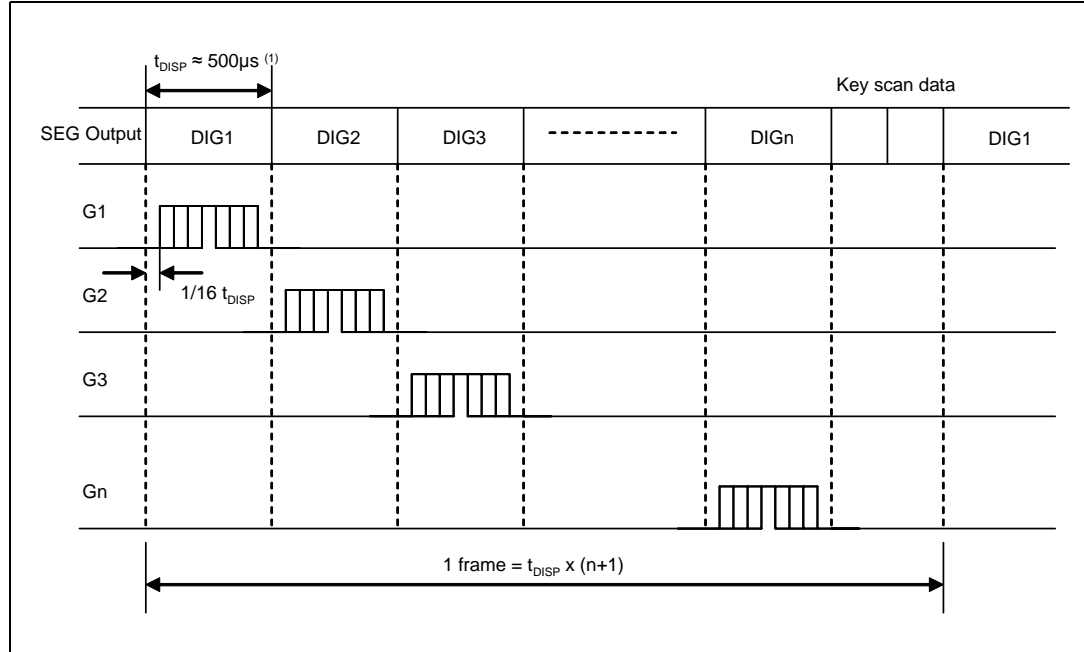 tDISP ≈ 500µs (1)
Key scan data
SEG Output DIG1 DIG2 DIG3 DIGn DIG1
G1
1/16 tDISP
G2
G3
Gn
1 frame = tDISP x (n+1)